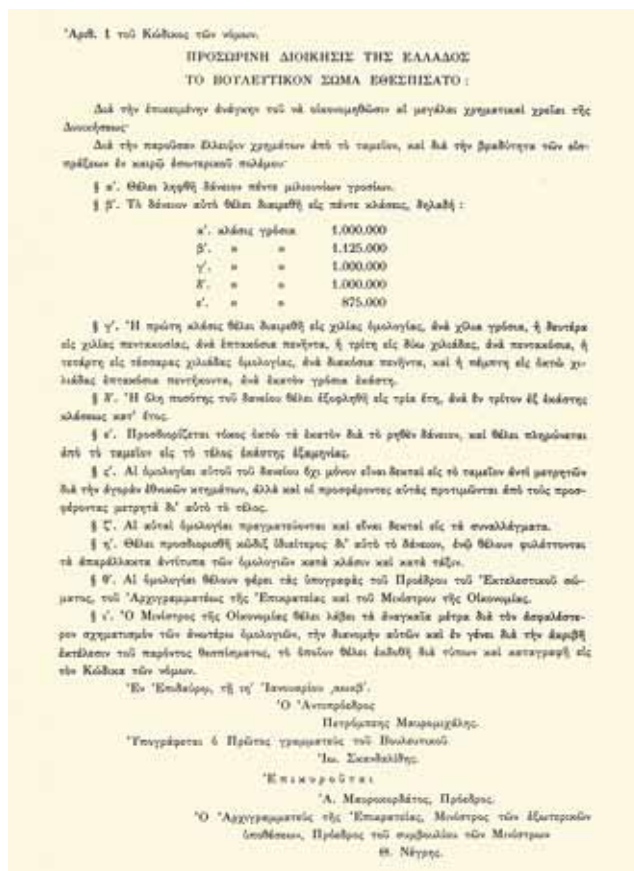 Ἀριθ. 1 τοῦ Κώδικος τῶν νόμων.
ΠΡΟΣΩΡΙΝΗ ΔΙΟΙΚΗΣΙΣ ΤΗΣ ΕΛΛΑΔΟΣ
ΤΟ ΒΟΥΛΕΥΤΙΚΟΝ ΣΩΜΑ ΕΘΕΣΠΙΣΑΤΟ :
Διὰ τὴν ἐπικειμένην ἀνάγκην τοῦ νὰ οἰκονομηθῶσιν αἱ μεγάλαι χρηματικαὶ χρεῖαι τῆς
Διοικήσεως·
Διὰ τὴν παροῦσαν ἔλλειψιν χρημάτων ἀπὸ τὸ ταμεῖον, καὶ διὰ τὴν βραδύτητα τῶν εἰσ-
πράξεων ἐν καιρῷ ἐσωτερικοῦ πολέμου·
§ α'. Θέλει ληφθῆ δάνειον πέντε μιλιουνίων γροσίων.
§ β'. Τὸ δάνειον αὐτὸ θέλει διαιρεθῆ εἰς πέντε κλάσεις, δηλαδή :
α'. κλάσις γρόσια 1.000.000
β'. » » 1.125.000
γ'. » » 1.000.000
δ'. » » 1.000.000
ε'. » » 875.000
§ γ'. Ἡ πρώτη κλάσις θέλει διαιρεθῆ εἰς χιλίας ὁμολογίας, ἀνὰ χίλια γρόσια, ἡ δευτέρα
εἰς χιλίας πεντακοσίας, ἀνὰ ἑπτακόσια πενῆντα, ἡ τρίτη εἰς δύω χιλιάδας, ἀνὰ πεντακόσια, ἡ
τετάρτη εἰς τέσσαρας χιλιάδας ὁμολογίας, ἀνὰ διακόσια πενῆντα, καὶ ἡ πέμπτη εἰς ὀκτὼ χι-
λιάδας ἑπτακόσια πεντήκοντα, ἀνὰ ἑκατὸν γρόσια ἑκάστη.
§ δ'. Ἡ ὅλη ποσότης τοῦ δανείου θέλει ἐξοφληθῆ εἰς τρία ἔτη, ἀνὰ ἓν τρίτον ἐξ ἑκάστης
κλάσεως κατ' ἔτος.
§ ε'. Προσδιορίζεται τόκος ὀκτὼ τὰ ἑκατὸν διὰ τὸ ρηθὲν δάνειον, καὶ θέλει πληρώνεται
ἀπὸ τὸ ταμεῖον εἰς τὸ τέλος ἑκάστης ἑξαμηνίας.
§ ς'. Αἱ ὁμολογίαι αὐτοῦ τοῦ δανείου ὄχι μόνον εἶναι δεκταὶ εἰς τὸ ταμεῖον ἀντὶ μετρητῶν
διὰ τὴν ἀγορὰν ἐθνικῶν κτημάτων, ἀλλὰ καὶ οἱ προσφέροντες αὐτὰς προτιμῶνται ἀπὸ τοὺς προσ-
φέροντας μετρητὰ δι' αὐτὸ τὸ τέλος.
§ ζ'. Αἱ αὐταὶ ὁμολογίαι πραγματεύονται καὶ εἶναι δεκταὶ εἰς τὰ συναλλάγματα.
§ η'. Θέλει προσδιορισθῆ κώδιξ ἰδιαίτερος δι' αὐτὸ τὸ δάνειον, ἐνῷ θέλουν φυλάττονται
τὰ ἀπαράλλακτα ἀντίτυπα τῶν ὁμολογιῶν κατὰ κλάσιν καὶ κατὰ τάξιν.
§ θ'. Αἱ ὁμολογίαι θέλουν φέρει τὰς ὑπογραφὰς τοῦ Προέδρου τοῦ Ἐκτελεστικοῦ σώ-
ματος, τοῦ Ἀρχιγραμματέως τῆς Ἐπικρατείας καὶ τοῦ Μινίστρου τῆς Οἰκονομίας.
§ ι'. Ὁ Μινίστρος τῆς Οἰκονομίας θέλει λάβει τὰ ἀναγκαῖα μέτρα διὰ τὸν ἀσφαλέστε-
ρον σχηματισμὸν τῶν ἀνωτέρω ὁμολογιῶν, τὴν διανομὴν αὐτῶν καὶ ἐν γένει διὰ τὴν ἀκριβῆ
ἐκτέλεσιν τοῦ παρόντος θεσπίσματος, τὸ ὁποῖον θέλει ἐκδοθῆ διὰ τύπων καὶ καταγραφῆ εἰς
τὸν Κώδικα τῶν νόμων.
Ἐν Ἐπιδαύρῳ, τῇ ιη' Ἰανουαρίου ͵αωκβ'.
Ὁ Ἀντιπρόεδρος
Πετρόμπεης Μαυρομιχάλης.
Ὑπογράφεται ὁ Πρῶτος γραμματεὺς τοῦ Βουλευτικοῦ
Ἰω. Σκανδαλίδης.
Ἐπικυροῦται
Ἀ. Μαυροκορδάτος, Πρόεδρος.
Ὁ Ἀρχιγραμματεὺς τῆς Ἐπικρατείας, Μινίστρος τῶν ἐξωτερικῶν
ὑποθέσεων, Πρόεδρος τοῦ συμβουλίου τῶν Μινίστρων
Θ. Νέγρης.